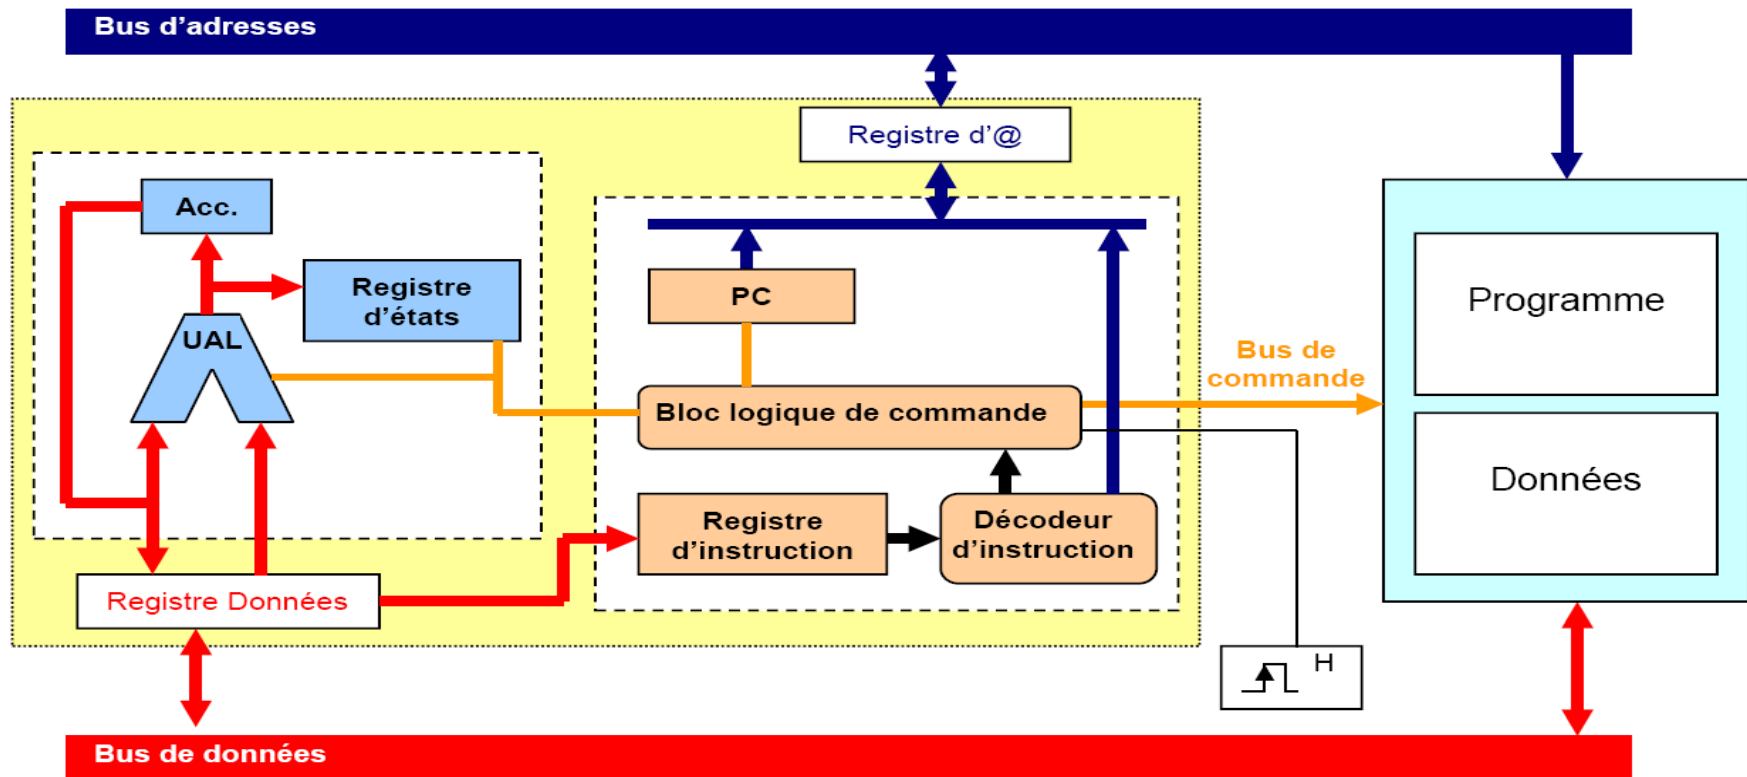 Bus d’adresses
Registre d’@
Acc.
Registre
d’états
PC
Programme
UAL
Bus de
commande
Bloc logique de commande
Données
Registre
d’instruction
Décodeur
d’instruction
Registre Données
H
Bus de données